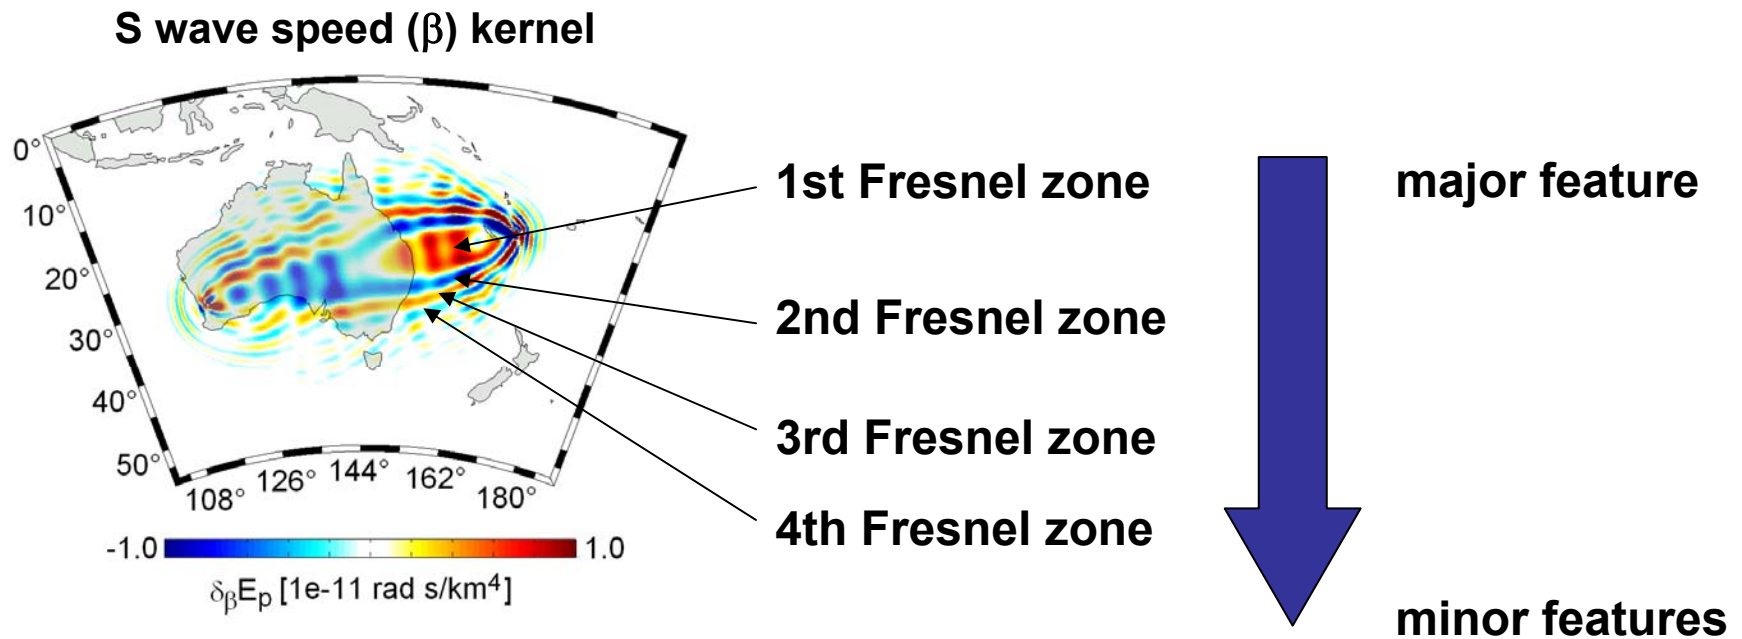 S wave speed (β) kernel
0°
10°
20°
30°
40°
50°
108°
126°
144°
162°
180°
-1.0
1.0
δβEp [1e-11 rad s/km⁴]
1st Fresnel zone
2nd Fresnel zone
3rd Fresnel zone
4th Fresnel zone
major feature
minor features